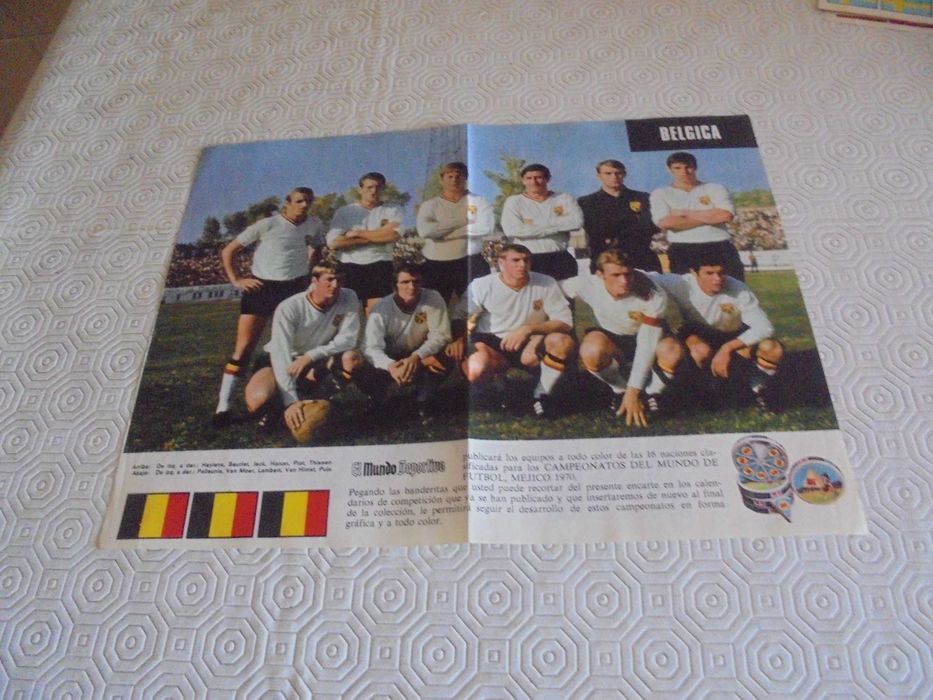 BELGICA
Arriba: De izq. a der.: Heylens, Beurlet, Jeck, Hanon, Piot, Thissen
Abajo: De izq. a der.: Polleunis, Van Moer, Lambert, Van Himst, Puis
El Mundo Deportivo
publicará los equipos a todo color de las 16 naciones cla-
sificadas para los CAMPEONATOS DEL MUNDO DE
FUTBOL, MEJICO 1970.
Pegando las banderitas que usted puede recortar del presente encarte en los calen-
darios de competición que ya se han publicado y que insertaremos de nuevo al final
de la colección, le permitirá seguir el desarrollo de estos campeonatos en forma
gráfica y a todo color.